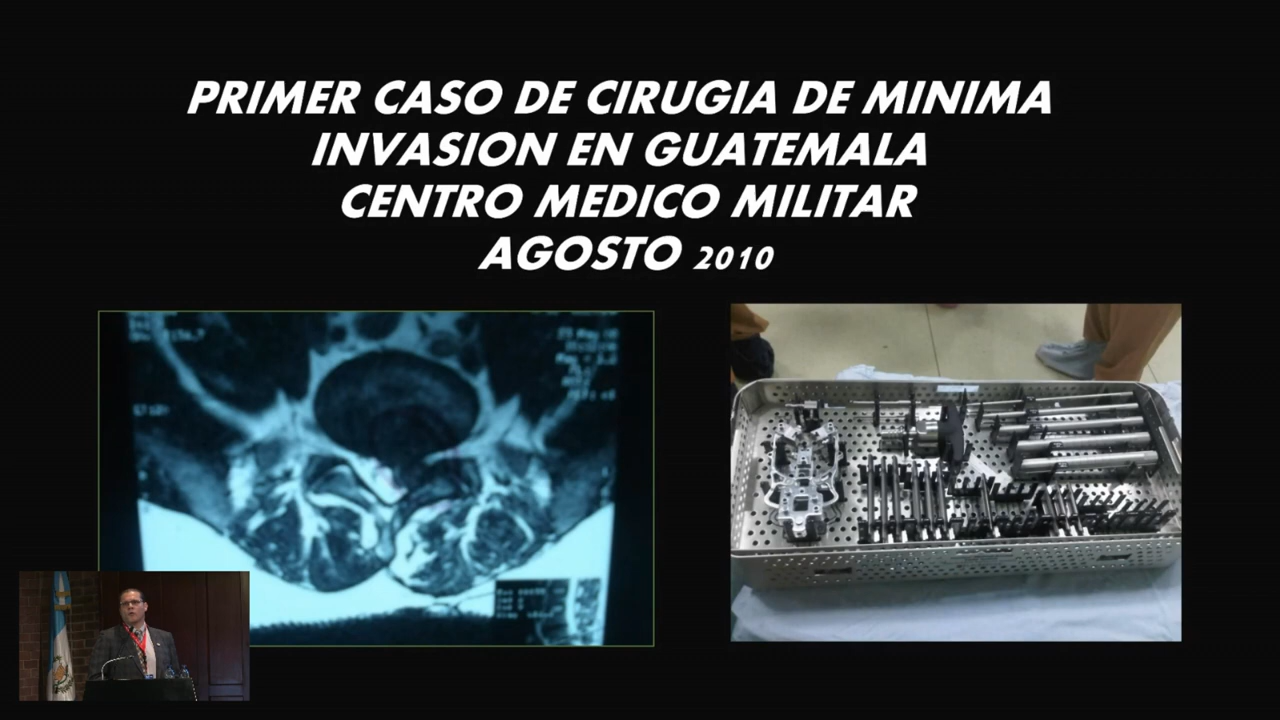 PRIMER CASO DE CIRUGIA DE MINIMA
INVASION EN GUATEMALA
CENTRO MEDICO MILITAR
AGOSTO 2010